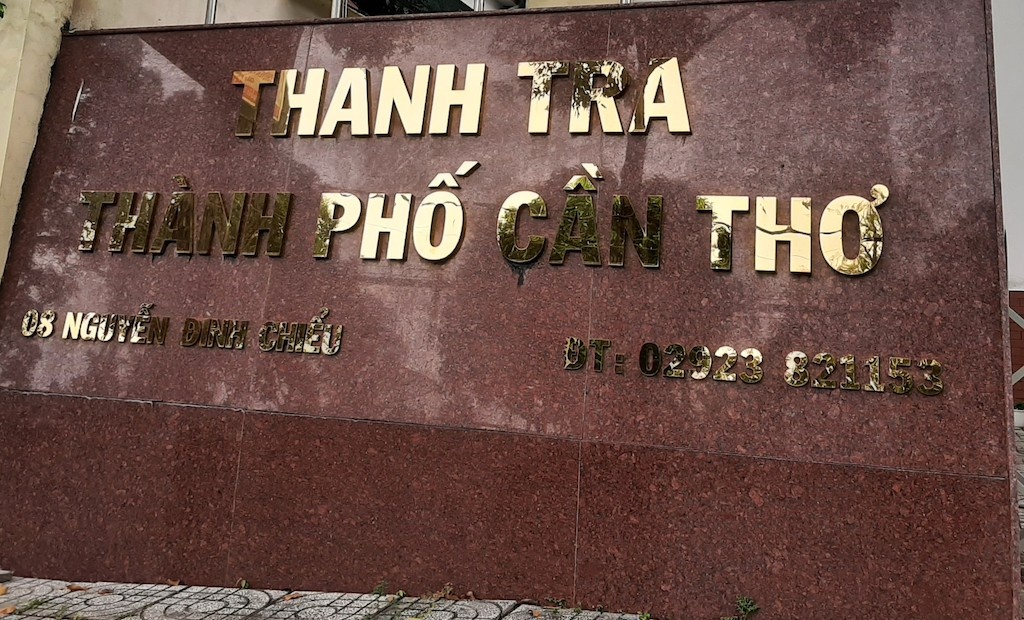 THANH TRA
THÀNH PHỐ CẦN THƠ
08 NGUYỄN ĐÌNH CHIỂU ĐT: 02923 821153